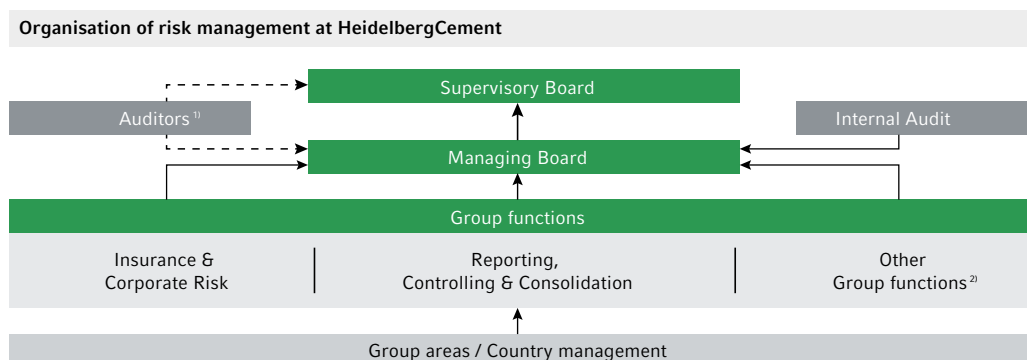 Organisation of risk management at HeidelbergCement
Supervisory Board
Auditors 1)
Internal Audit
Managing Board
Group functions
Insurance &
Corporate Risk
Reporting,
Controlling & Consolidation
Other
Group functions 2)
Group areas / Country management